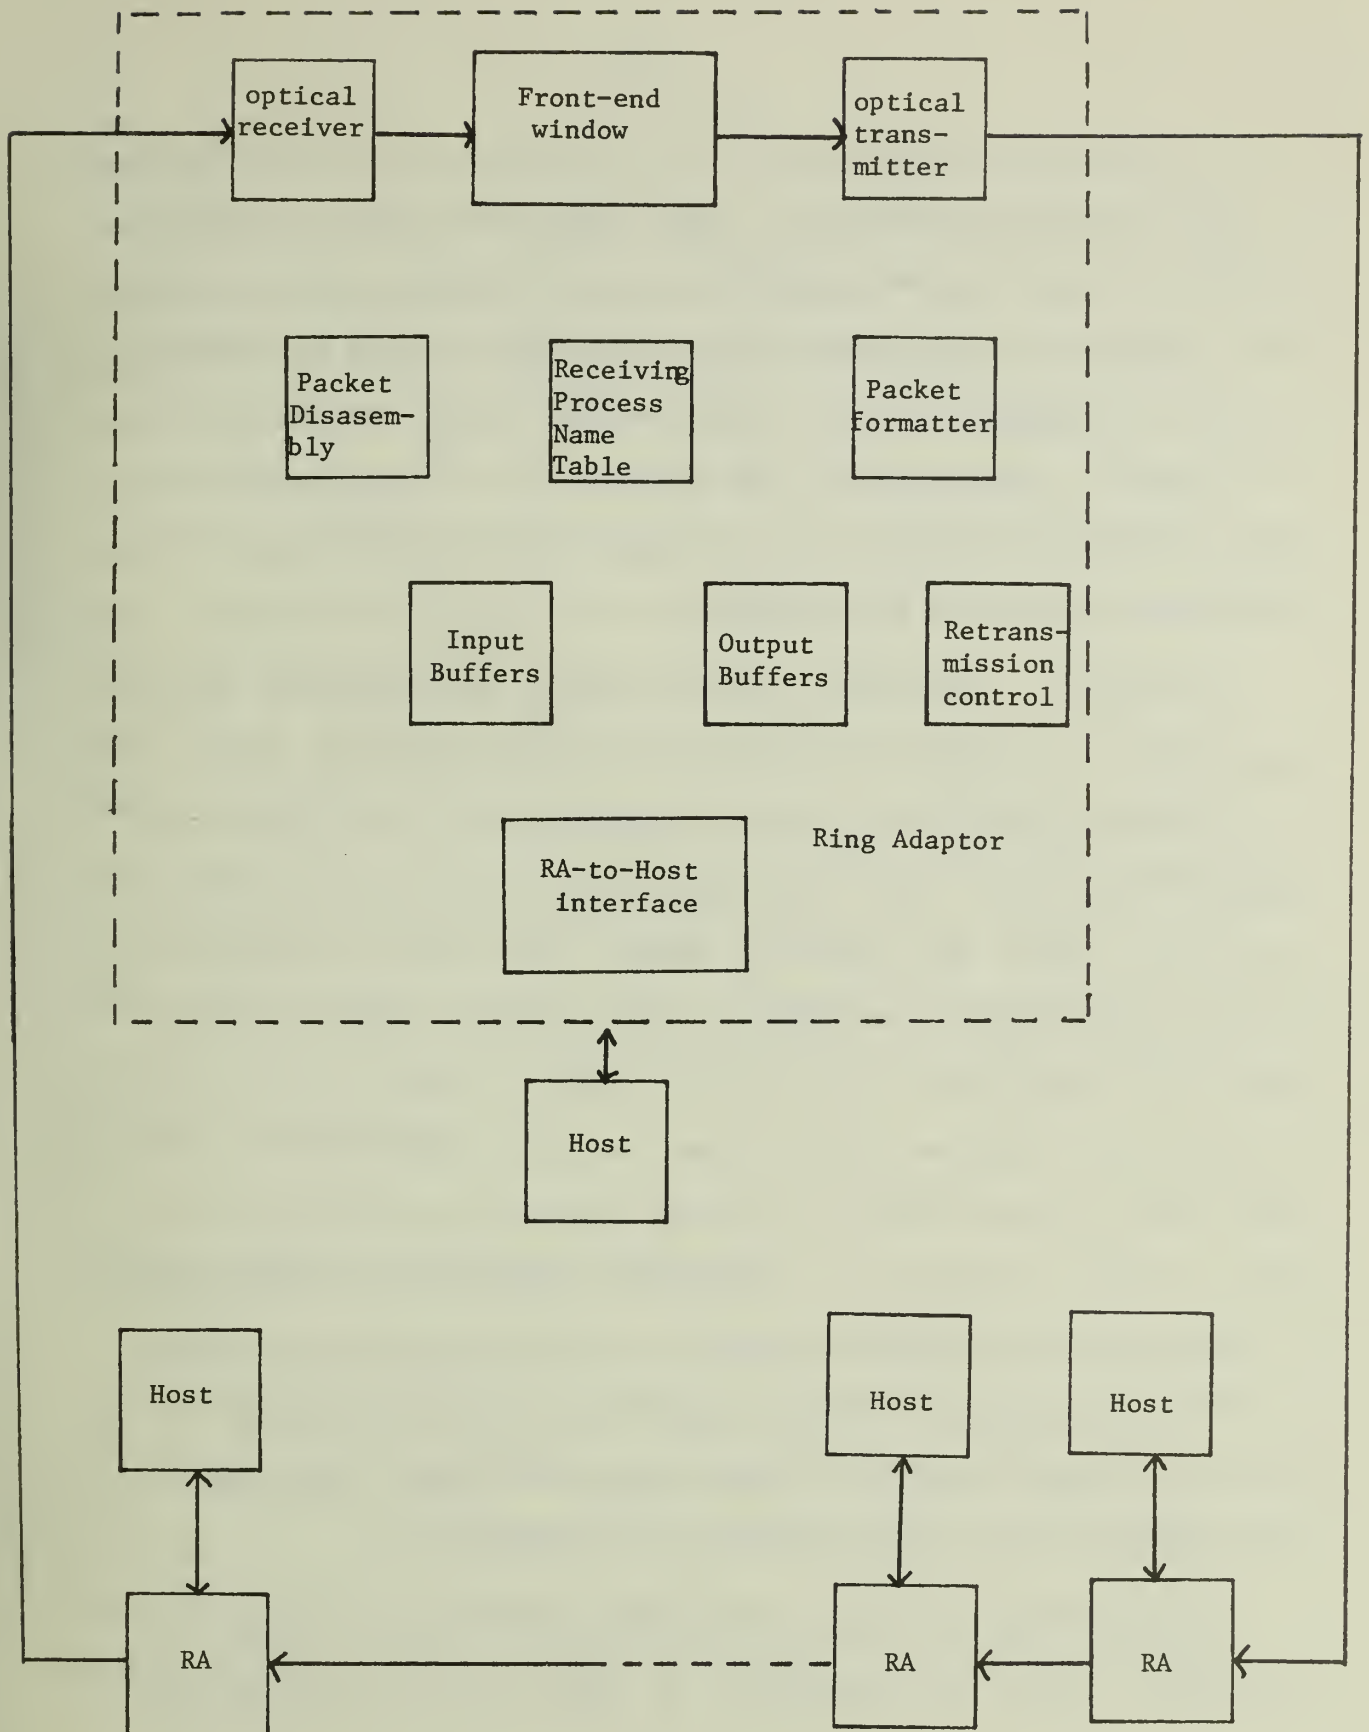 optical
receiver
Front-end
window
optical
trans-
mitter
Packet
Disasem-
bly
Receiving
Process
Name
Table
Packet
formatter
Input
Buffers
Output
Buffers
Retrans-
mission
control
RA-to-Host
interface
Ring Adaptor
Host
Host
Host
Host
RA
RA
RA